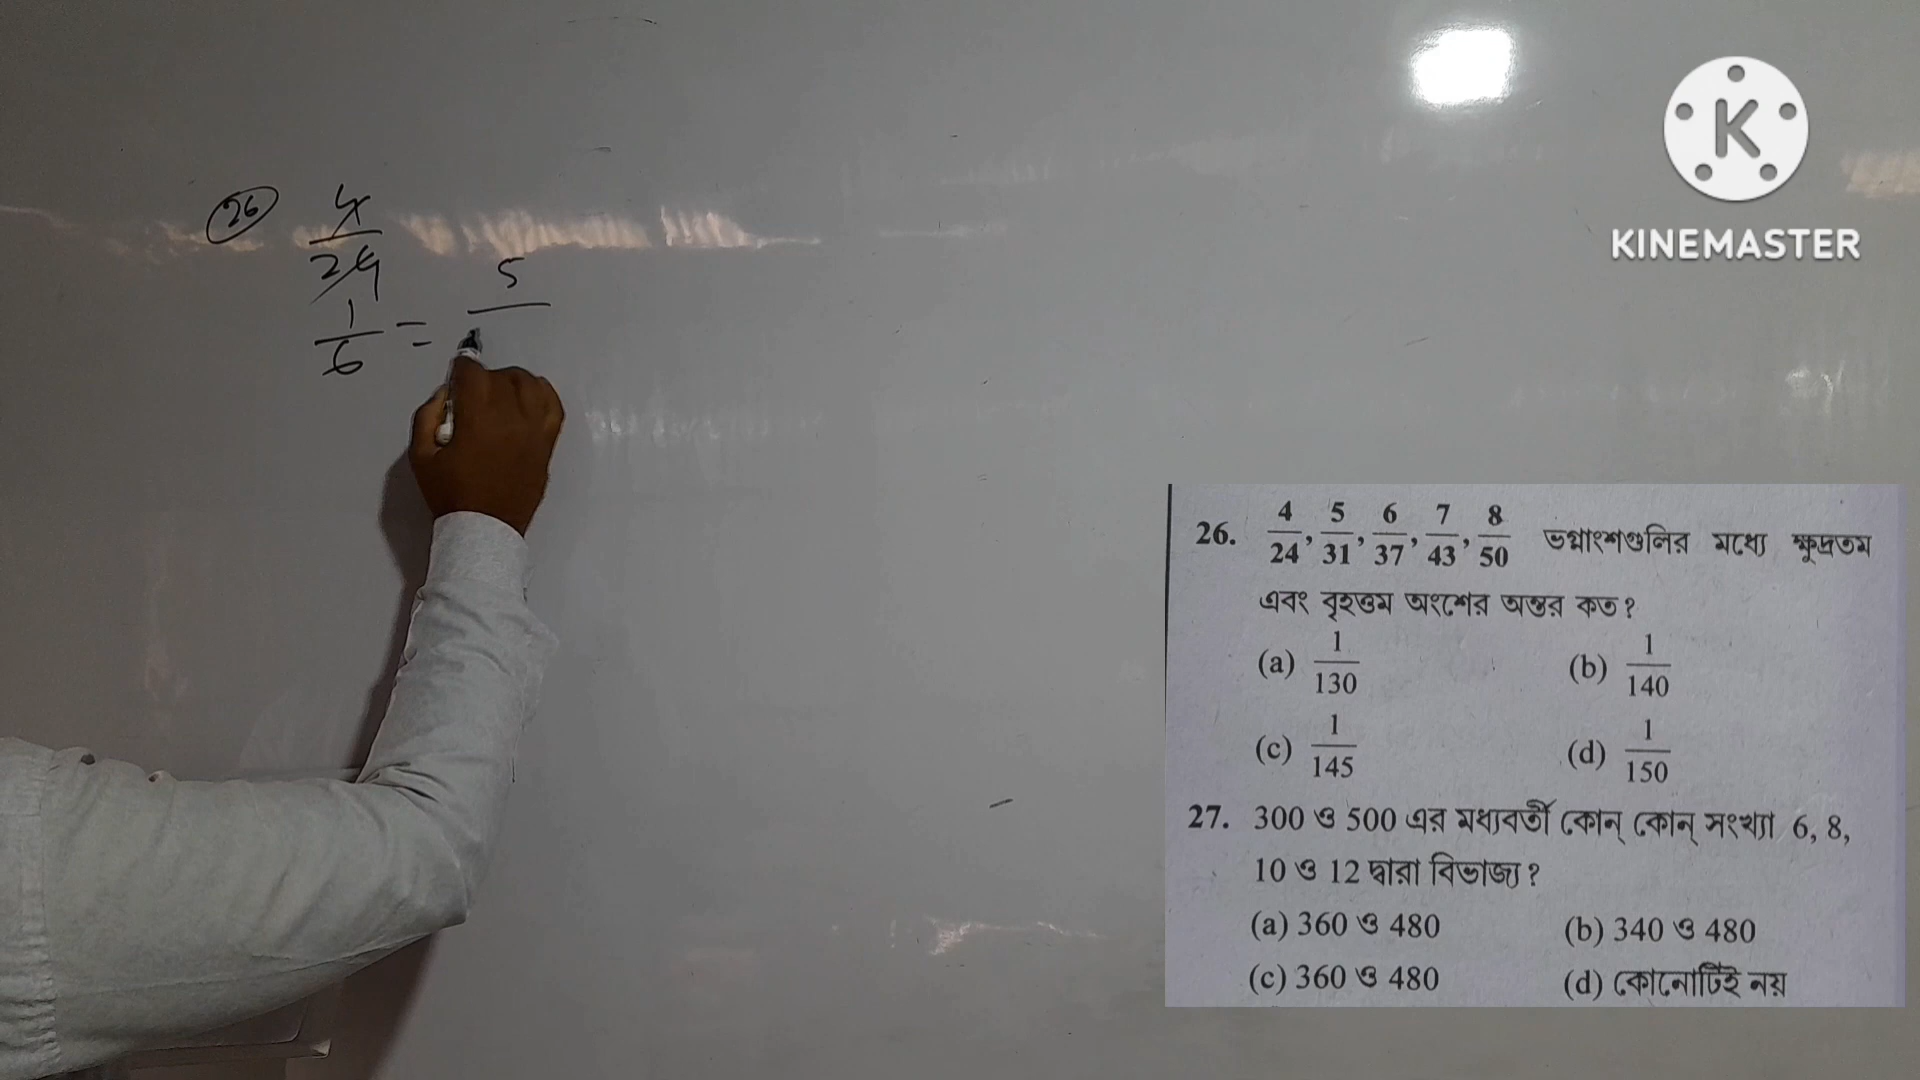 KINEMASTER
26
4/24
1/6 = 5/
26. 4/24, 5/31, 6/37, 7/43, 8/50 ভগ্নাংশগুলির মধ্যে ক্ষুদ্রতম
এবং বৃহত্তম অংশের অন্তর কত?
(a) 1/130 (b) 1/140
(c) 1/145 (d) 1/150
27. 300 ও 500 এর মধ্যবর্তী কোন্ কোন্ সংখ্যা 6, 8,
10 ও 12 দ্বারা বিভাজ্য?
(a) 360 ও 480 (b) 340 ও 480
(c) 360 ও 480 (d) কোনোটিই নয়